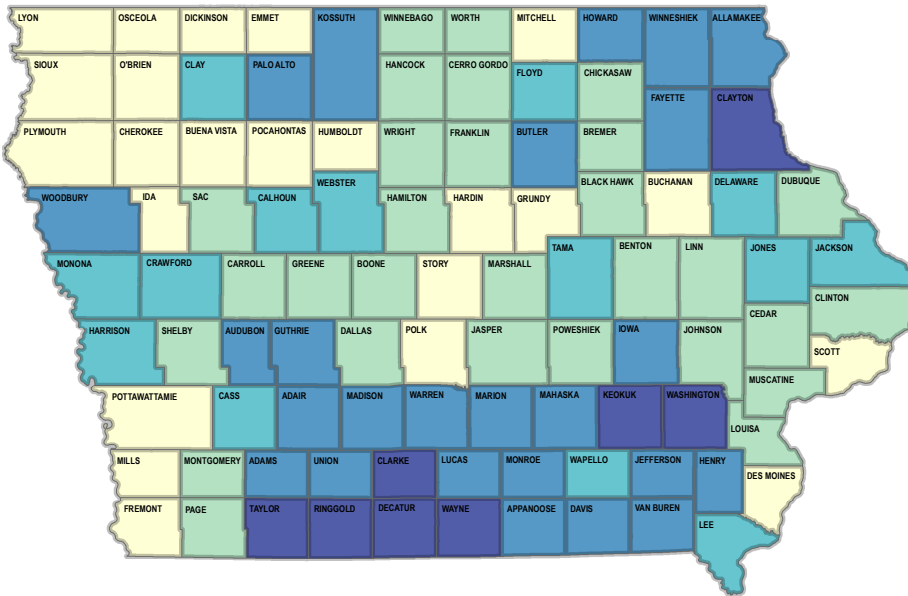 LYON
OSCEOLA
DICKINSON
EMMET
KOSSUTH
WINNEBAGO
WORTH
MITCHELL
HOWARD
WINNESHIEK
ALLAMAKEE
SIOUX
O'BRIEN
CLAY
PALO ALTO
HANCOCK
CERRO GORDO
FLOYD
CHICKASAW
FAYETTE
CLAYTON
PLYMOUTH
CHEROKEE
BUENA VISTA
POCAHONTAS
HUMBOLDT
WRIGHT
FRANKLIN
BUTLER
BREMER
WOODBURY
IDA
SAC
CALHOUN
WEBSTER
HAMILTON
HARDIN
GRUNDY
BLACK HAWK
BUCHANAN
DELAWARE
DUBUQUE
MONONA
CRAWFORD
CARROLL
GREENE
BOONE
STORY
MARSHALL
TAMA
BENTON
LINN
JONES
JACKSON
CLINTON
HARRISON
SHELBY
AUDUBON
GUTHRIE
DALLAS
POLK
JASPER
POWESHIEK
IOWA
JOHNSON
CEDAR
SCOTT
MUSCATINE
POTTAWATTAMIE
CASS
ADAIR
MADISON
WARREN
MARION
MAHASKA
KEOKUK
WASHINGTON
LOUISA
MILLS
MONTGOMERY
ADAMS
UNION
CLARKE
LUCAS
MONROE
WAPELLO
JEFFERSON
HENRY
DES MOINES
FREMONT
PAGE
TAYLOR
RINGGOLD
DECATUR
WAYNE
APPANOOSE
DAVIS
VAN BUREN
LEE